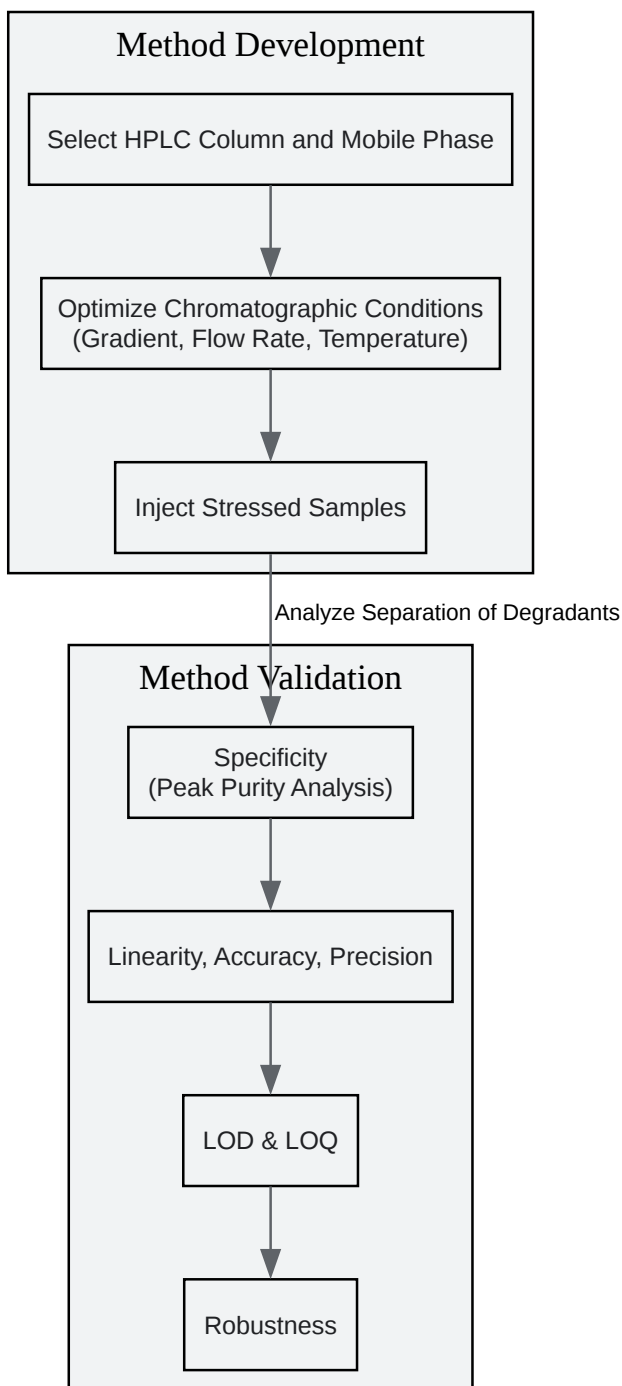 Method Development
Select HPLC Column and Mobile Phase
Optimize Chromatographic Conditions
(Gradient, Flow Rate, Temperature)
Inject Stressed Samples
Analyze Separation of Degradants
Method Validation
Specificity
(Peak Purity Analysis)
Linearity, Accuracy, Precision
LOD & LOQ
Robustness